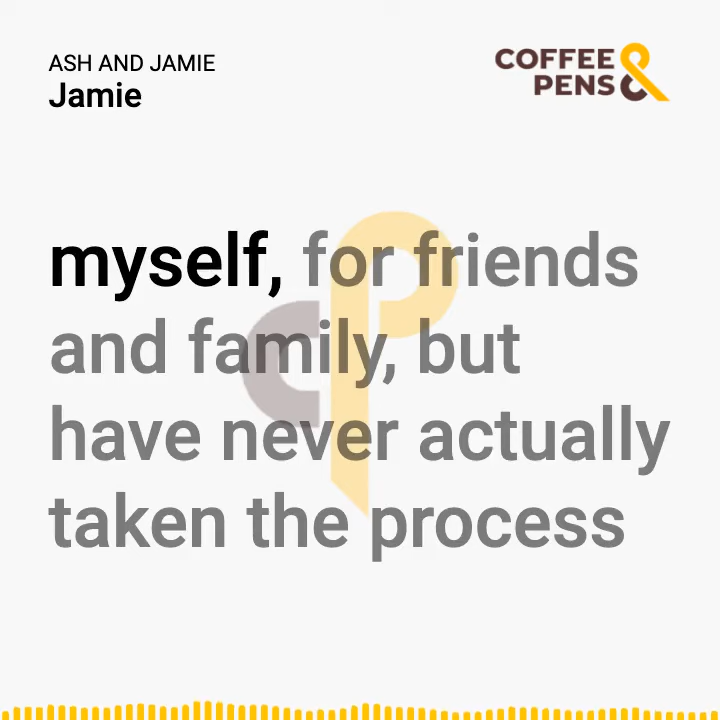 ASH AND JAMIE
Jamie
COFFEE &
PENS
myself, for friends
and family, but
have never actually
taken the process